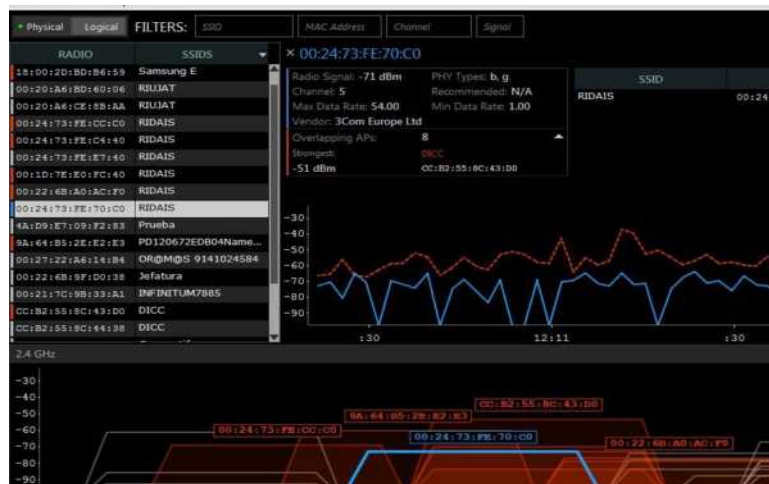 Physical Logical FILTERS: SSID MAC Address Channel Signal
RADIO SSIDS
18:00:2D:BD:B6:59 Samsung E
00:20:A6:BD:60:06 RIUJAT
00:20:A6:CE:8B:AA RIUJAT
00:24:73:FE:CC:C0 RIDAIS
00:24:73:FE:C4:40 RIDAIS
00:24:73:FE:E7:40 RIDAIS
00:1D:7E:E0:FC:40 RIDAIS
00:22:6B:A0:AC:F0 RIDAIS
00:24:73:FE:70:C0 RIDAIS
4A:D9:E7:09:F2:83 Prueba
9A:64:B5:2E:E2:E3 PD120672EDB04Name...
00:27:22:A6:14:B4 OR@M@S 9141024584
00:22:6B:9F:D0:38 Jefatura
00:21:7C:9B:33:A1 INFINITUM7885
CC:B2:55:8C:43:D0 DICC
CC:B2:55:8C:44:38 DICC
× 00:24:73:FE:70:C0
Radio Signal: -71 dBm PHY Types: b, g
Channel: 5 Recommended: N/A
Max Data Rate: 54.00 Min Data Rate: 1.00
Vendor: 3Com Europe Ltd
Overlapping APs: 8
Strongest: DICC
-51 dBm CC:B2:55:8C:43:D0
SSID
RIDAIS 00:24
-30
-40
-50
-60
-70
-80
-90
:30 12:11 :30
2.4 GHz
-30
-40
-50
-60
-70
-80
-90
CC:B2:55:8C:43:D0
9A:64:B5:2E:E2:E3
00:24:73:FE:CC:C0
00:24:73:FE:70:C0
00:22:6B:A0:AC:F0